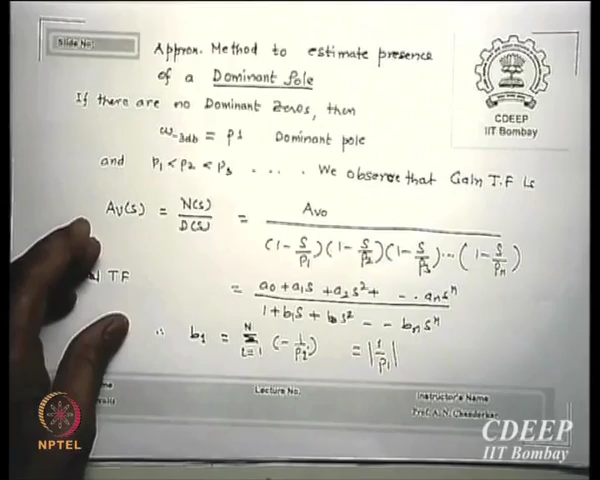 Slide No:
Approx. Method to estimate presence
of a Dominant Pole
CDEEP
IIT Bombay
If there are no Dominant Zeros, then
ω-3db = p1 Dominant pole
and p1 < p2 < p3 . . . . We observe that Gain T.F is
Av(s) = N(s)/D(s) = Avo / (1 - s/p1)(1 - s/p2)(1 - s/p3)...(1 - s/pn)
TF = a0 + a1s + a2s² + - .. ans^n / 1 + b1s + b2s² - - bns^n
∴ b1 = N Σ i=1 (-1/pi) = |1/p1|
Lecture No.
Instructor's Name
Prof. A. N. Chandorkar
NPTEL
CDEEP
IIT Bombay